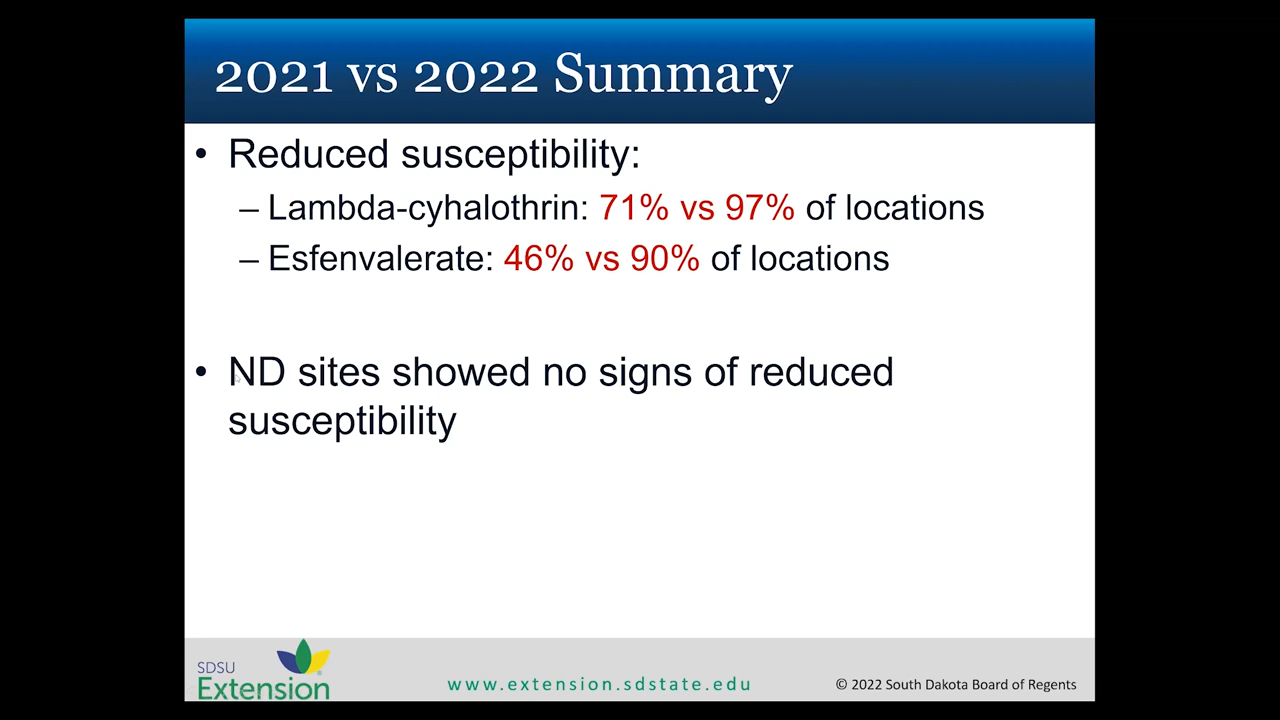 2021 vs 2022 Summary
• Reduced susceptibility:
– Lambda-cyhalothrin: 71% vs 97% of locations
– Esfenvalerate: 46% vs 90% of locations
• ND sites showed no signs of reduced
susceptibility
SDSU
Extension
www.extension.sdstate.edu
© 2022 South Dakota Board of Regents